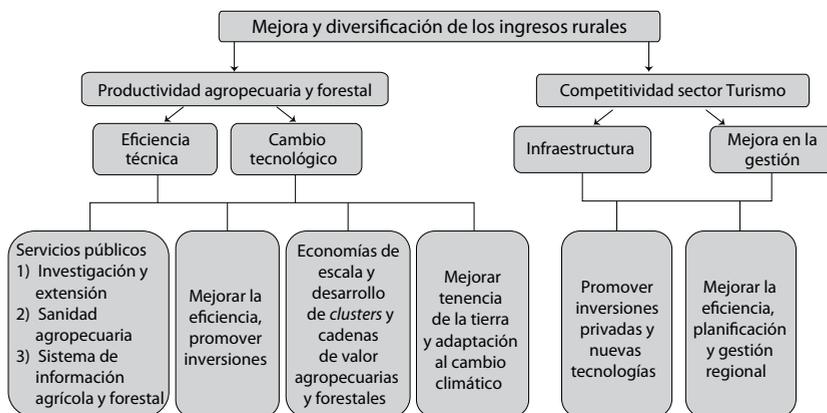 Mejora y diversificación de los ingresos rurales
Productividad agropecuaria y forestal
Competitividad sector Turismo
Eficiencia
técnica
Cambio
tecnológico
Infraestructura
Mejora en la
gestión
Servicios públicos
1) Investigación y
extensión
2) Sanidad
agropecuaria
3) Sistema de
información
agrícola y forestal
Mejorar la
eficiencia,
promover
inversiones
Economías de
escala y
desarrollo
de clusters y
cadenas
de valor
agropecuarias
y forestales
Mejorar
tenencia
de la tierra
y adaptación
al cambio
climático
Promover
inversiones
privadas y
nuevas
tecnologías
Mejorar la
eficiencia,
planificación
y gestión
regional